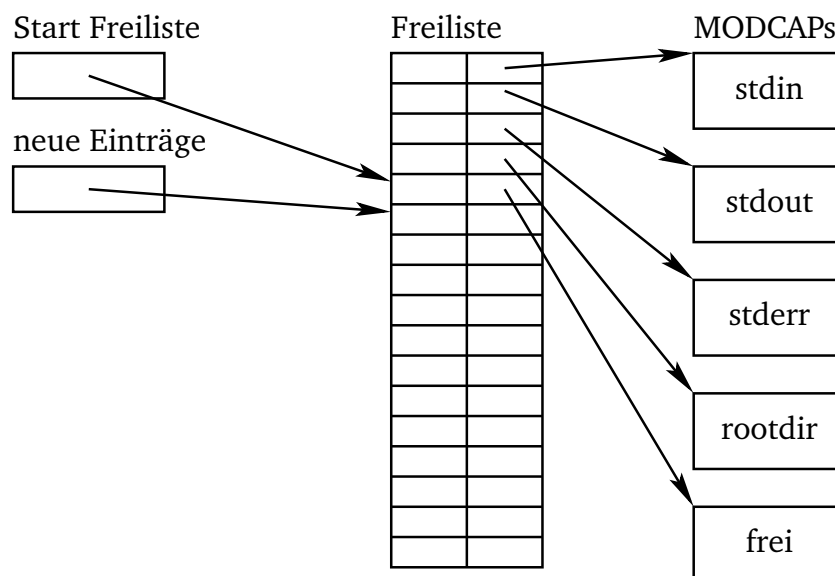 Start Freiliste
Freiliste
MODCAPs
stdin
neue Einträge
stdout
stderr
rootdir
frei